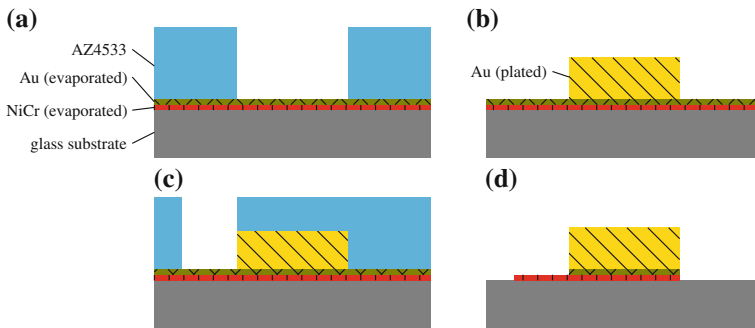 (a)
AZ4533
Au (evaporated)
NiCr (evaporated)
glass substrate
(b)
Au (plated)
(c)
(d)